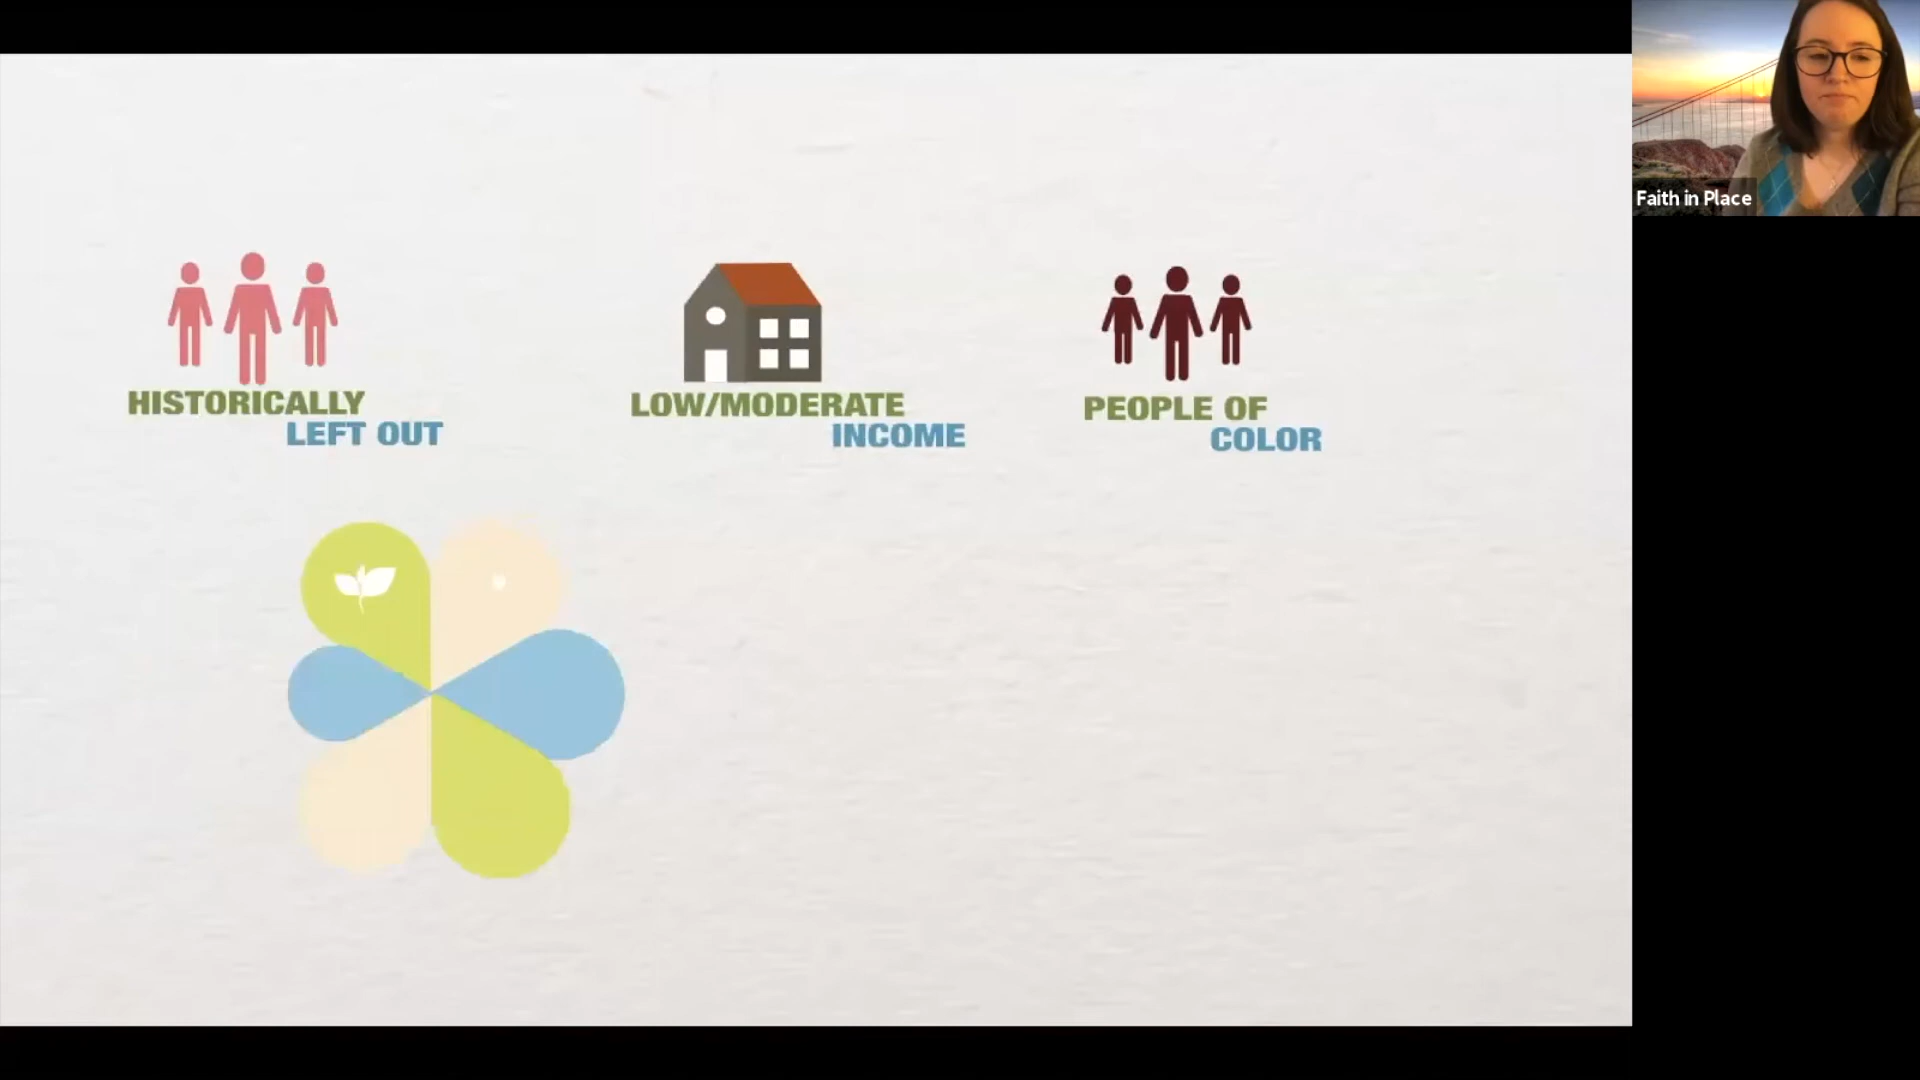 HISTORICALLY
LEFT OUT
LOW/MODERATE
INCOME
PEOPLE OF
COLOR
Faith in Place